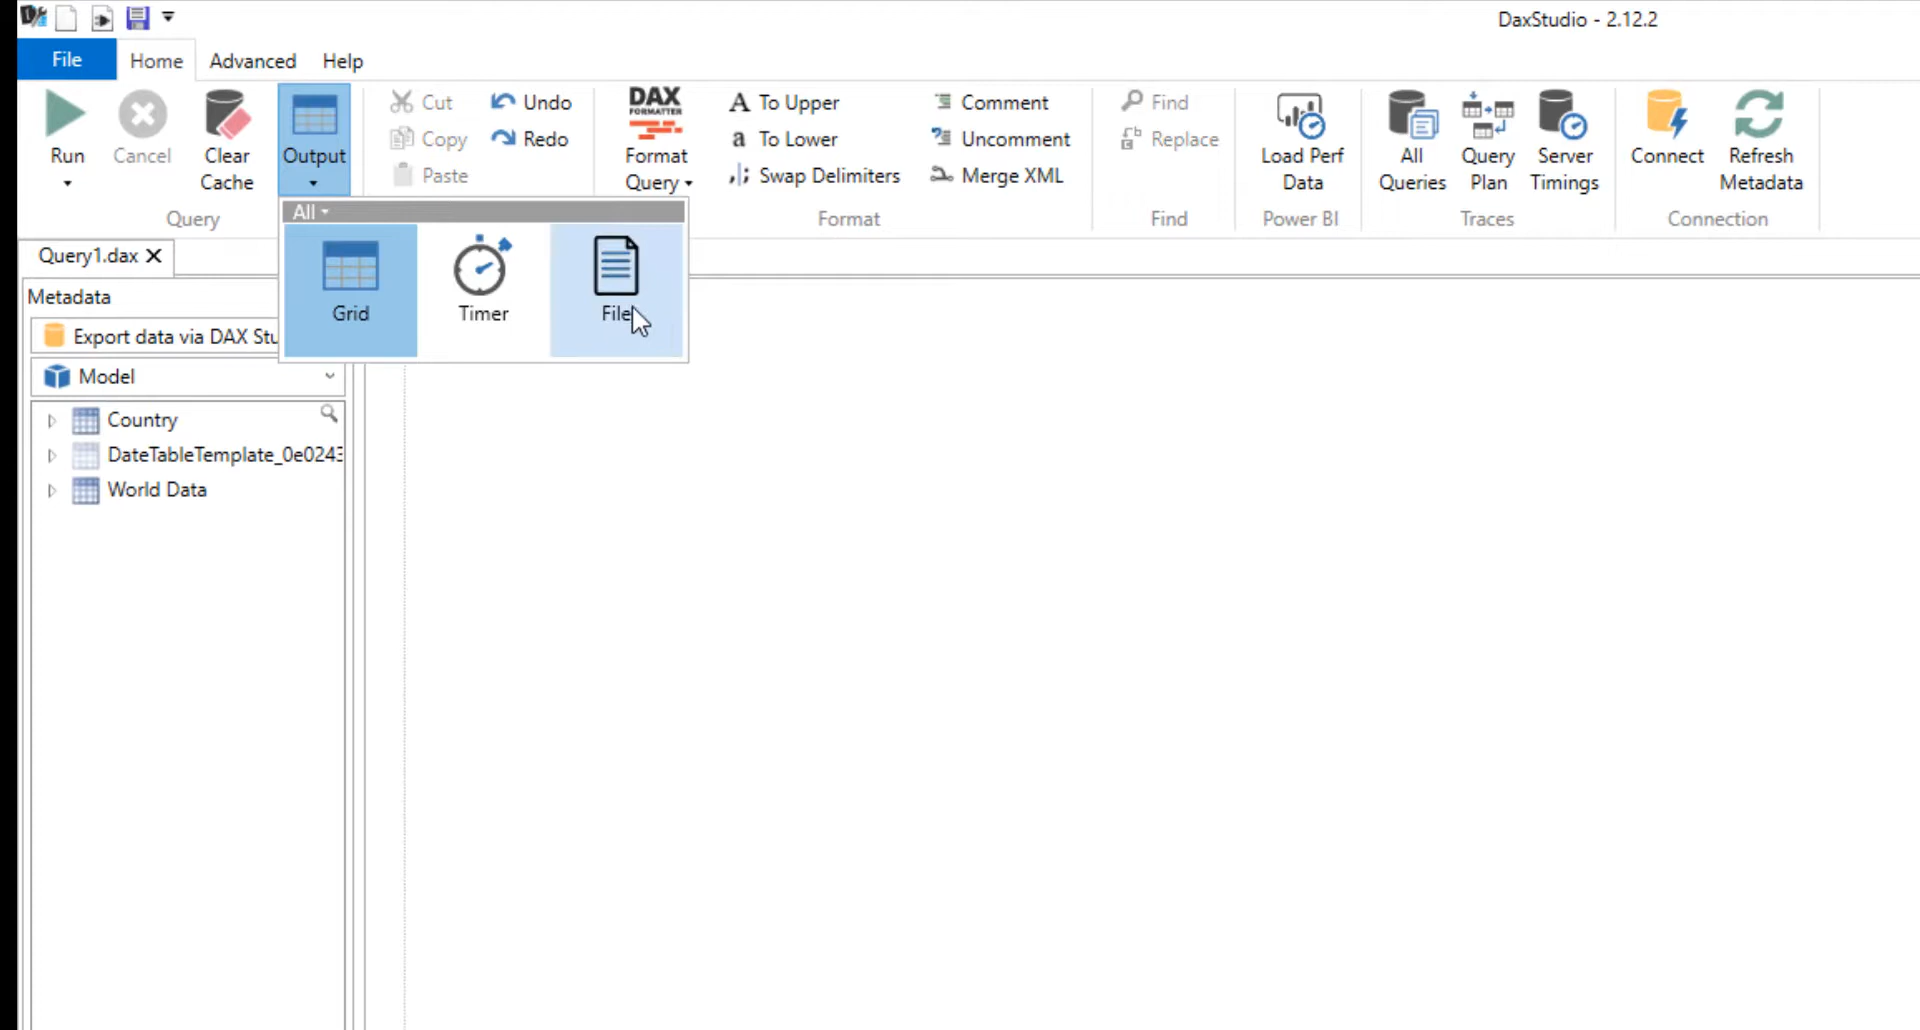 DaxStudio - 2.12.2
File Home Advanced Help
Run
Cancel
Clear Cache
Output
Query
Cut
Copy
Paste
Undo
Redo
DAX
FORMATTER
Format Query
To Upper
To Lower
Swap Delimiters
Comment
Uncomment
Merge XML
Format
Find
Replace
Find
Load Perf Data
Power BI
All Queries
Query Plan
Server Timings
Traces
Connect
Refresh Metadata
Connection
All
Grid
Timer
File
Query1.dax
Metadata
Export data via DAX Stu
Model
Country
DateTableTemplate_0e0243
World Data